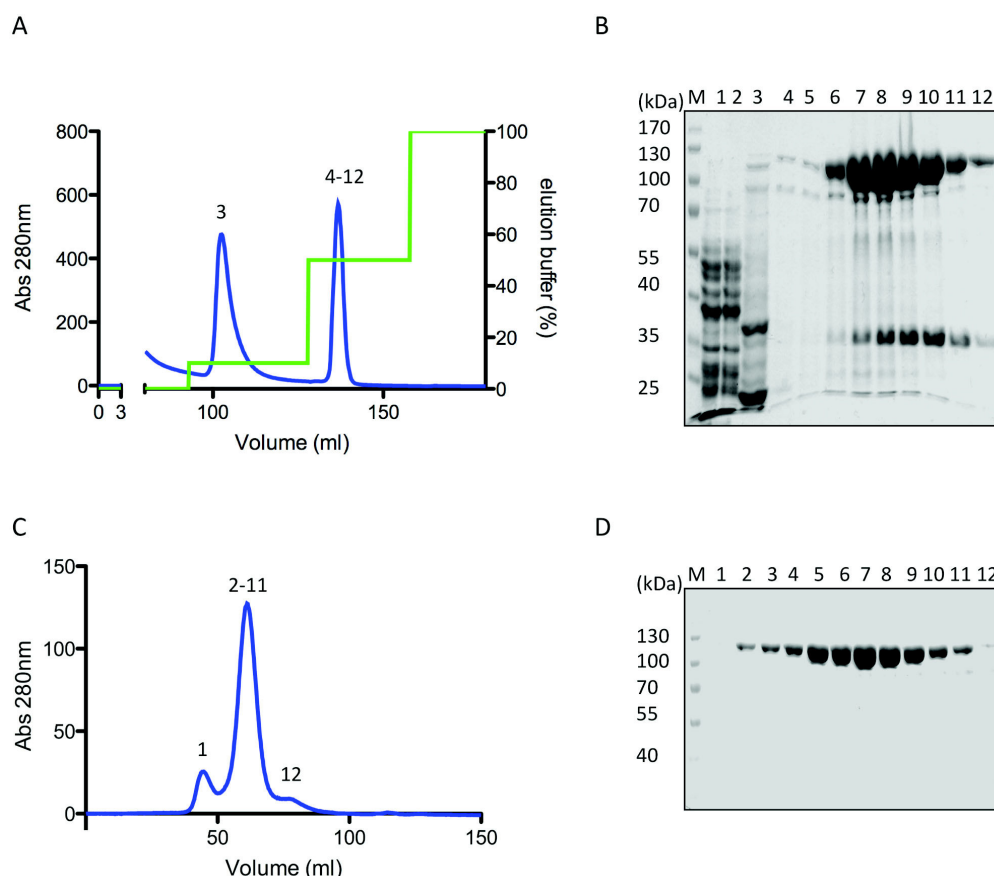 A
B
Abs 280nm
800
600
400
200
0
0 3 100 150
Volume (ml)
100
80
60
40
20
0
elution buffer (%)
3
4-12
(kDa) M 1 2 3 4 5 6 7 8 9 10 11 12
170
130
100
70
55
40
35
25
C
D
Abs 280nm
150
100
50
0
50 100 150
Volume (ml)
1
2-11
12
(kDa) M 1 2 3 4 5 6 7 8 9 10 11 12
130
100
70
55
40